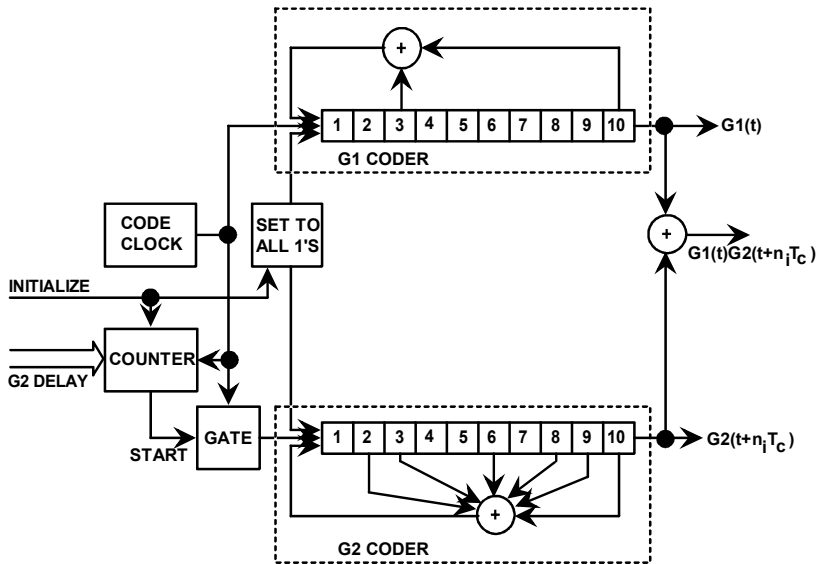 +
1 2 3 4 5 6 7 8 9 10
G1(t)
G1 CODER
CODE
CLOCK
SET TO
ALL 1'S
+
G1(t)G2(t+n_iT_c)
INITIALIZE
COUNTER
G2 DELAY
START
GATE
1 2 3 4 5 6 7 8 9 10
G2(t+n_iT_c)
+
G2 CODER